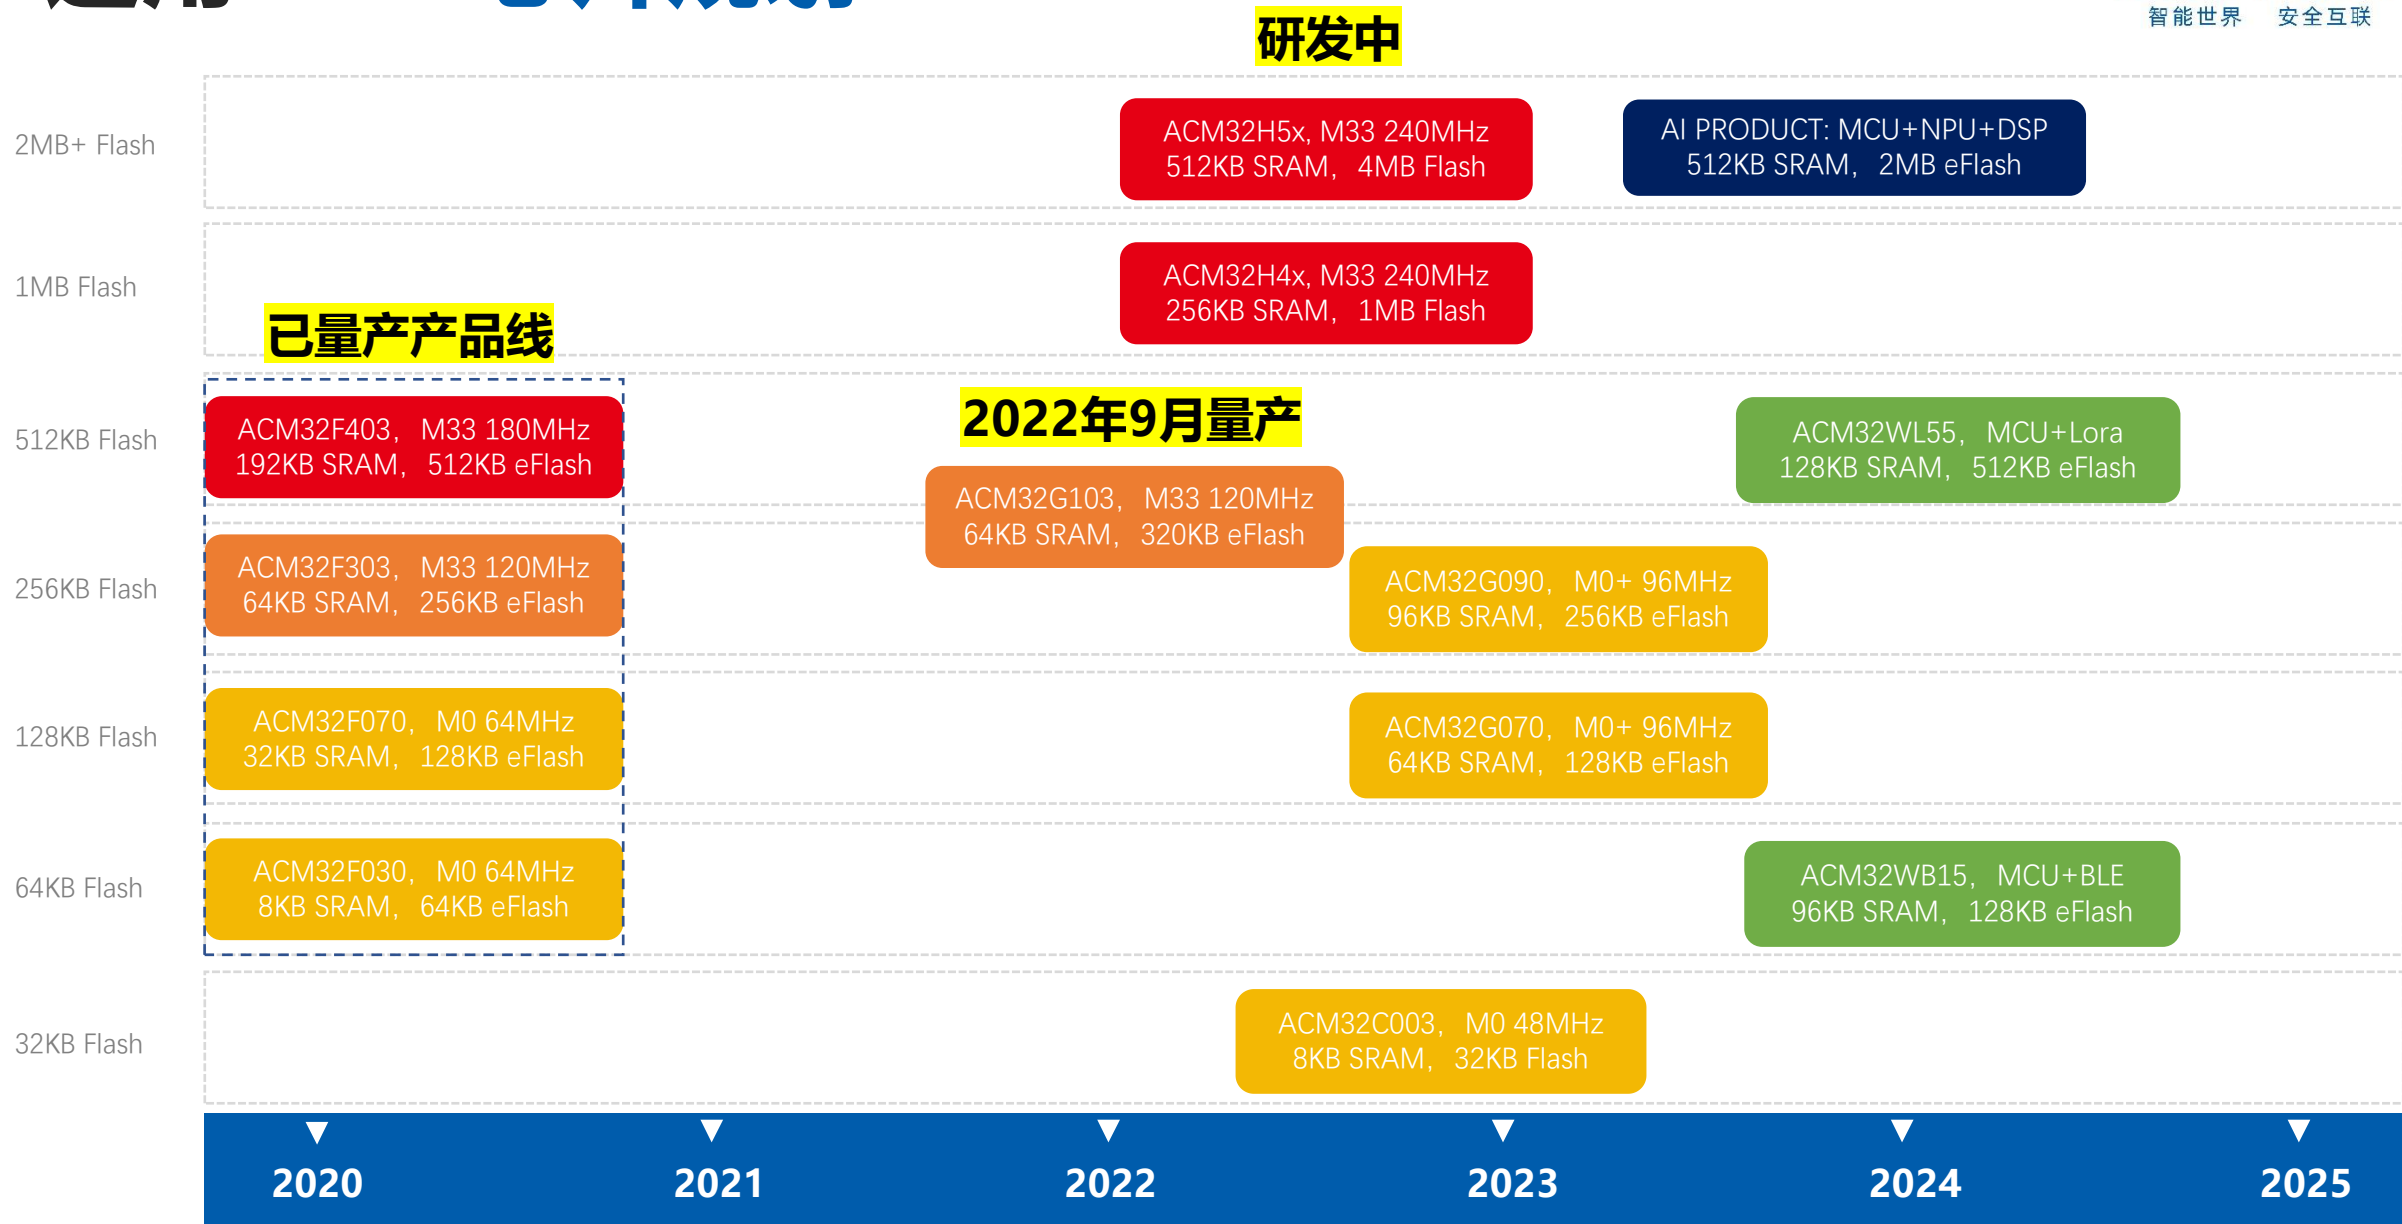 智能世界 安全互联
研发中
2MB+ Flash
ACM32H5x, M33 240MHz
512KB SRAM， 4MB Flash
AI PRODUCT: MCU+NPU+DSP
512KB SRAM， 2MB eFlash
1MB Flash
ACM32H4x, M33 240MHz
256KB SRAM， 1MB Flash
已量产产品线
512KB Flash
ACM32F403， M33 180MHz
192KB SRAM， 512KB eFlash
2022年9月量产
ACM32G103， M33 120MHz
64KB SRAM， 320KB eFlash
ACM32WL55， MCU+Lora
128KB SRAM， 512KB eFlash
256KB Flash
ACM32F303， M33 120MHz
64KB SRAM， 256KB eFlash
ACM32G090， M0+ 96MHz
96KB SRAM， 256KB eFlash
128KB Flash
ACM32F070， M0 64MHz
32KB SRAM， 128KB eFlash
ACM32G070， M0+ 96MHz
64KB SRAM， 128KB eFlash
64KB Flash
ACM32F030， M0 64MHz
8KB SRAM， 64KB eFlash
ACM32WB15， MCU+BLE
96KB SRAM， 128KB eFlash
32KB Flash
ACM32C003， M0 48MHz
8KB SRAM， 32KB Flash
2020
2021
2022
2023
2024
2025